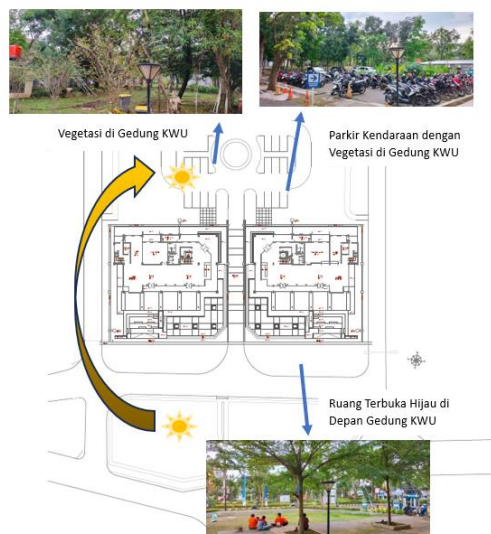 Vegetasi di Gedung KWU
Parkir Kendaraan dengan
Vegetasi di Gedung KWU
Ruang Terbuka Hijau di
Depan Gedung KWU